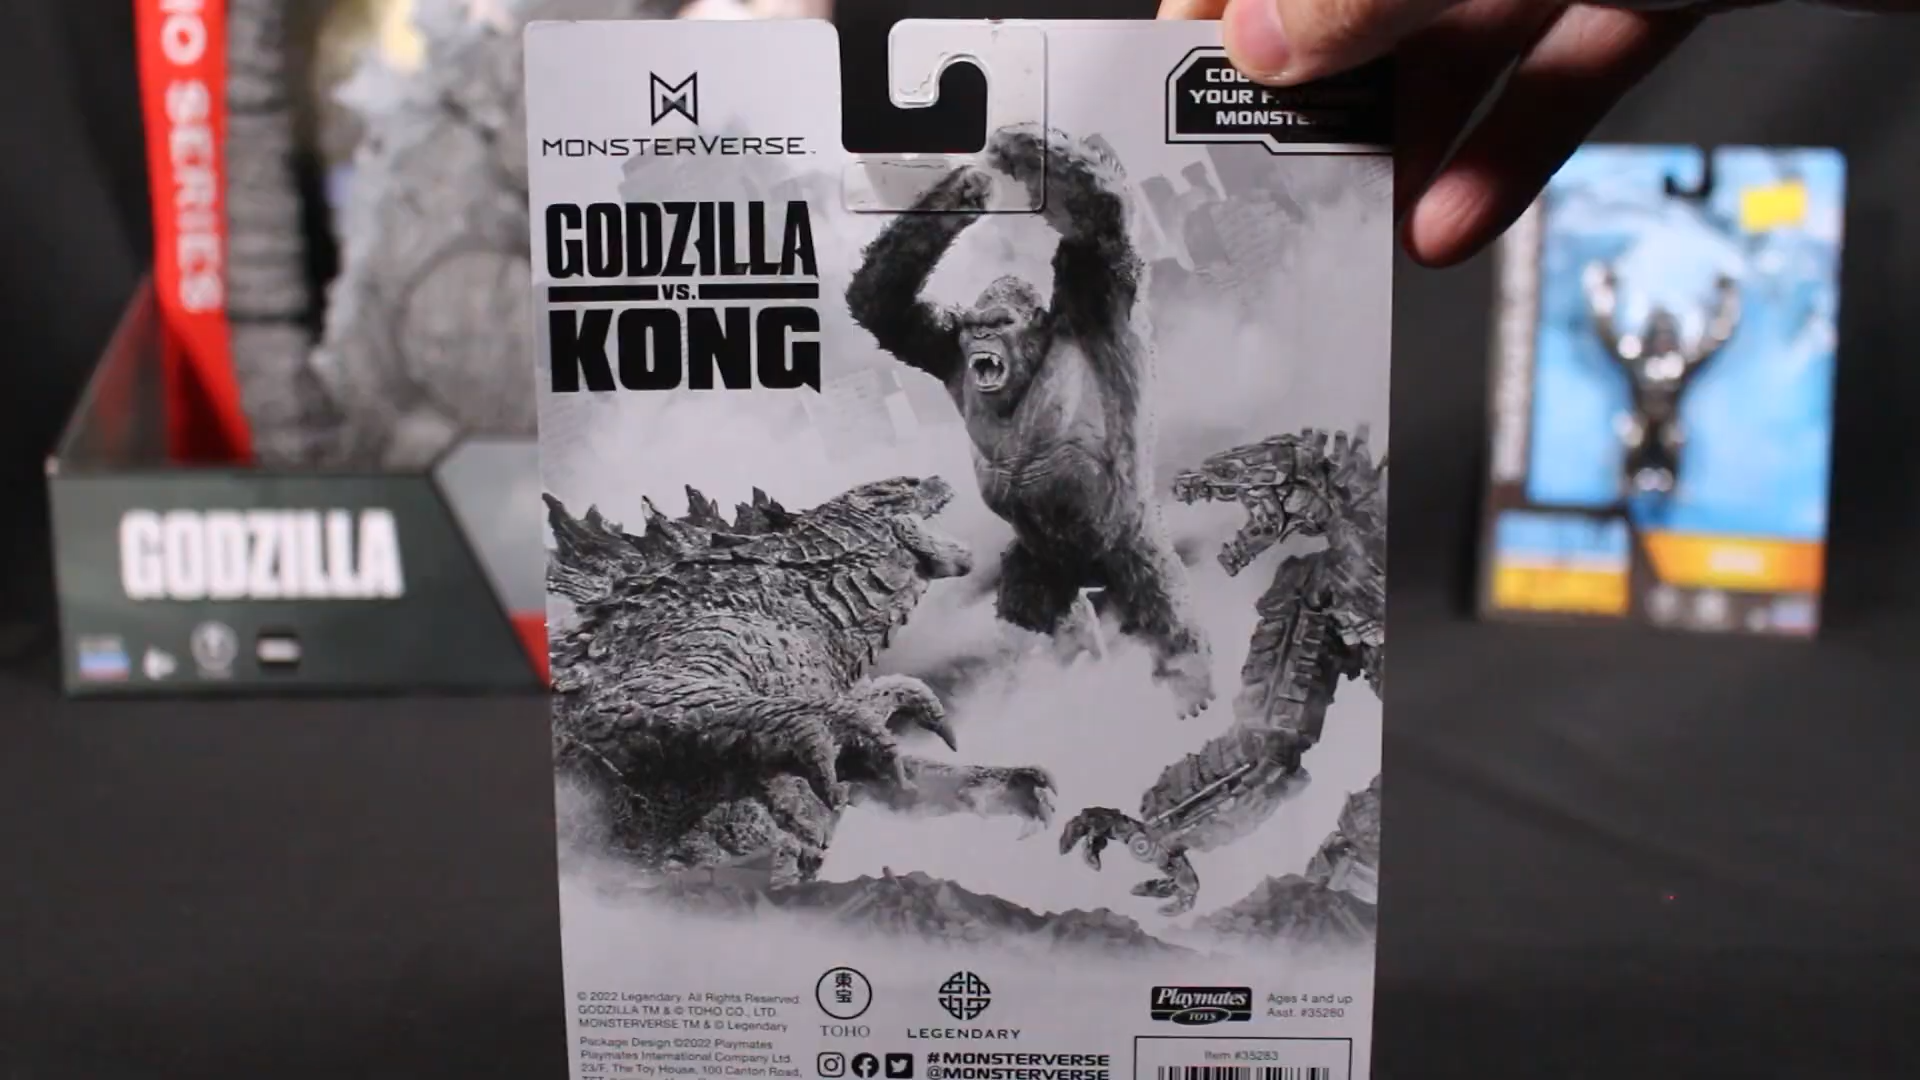 SERIES
MONSTERVERSE
GODZILLA
VS.
KONG
YOUR
GODZILLA
© 2022 Legendary. All Rights Reserved.
GODZILLA TM & © TOHO CO., LTD.
MONSTERVERSE TM & © Legendary
Package Design ©2022 Playmates
Playmates International Company Ltd.
23/F, The Toy House, 100 Canton Road,
東宝
TOHO
LEGENDARY
#MONSTERVERSE
@MONSTERVERSE
Playmates
TOYS
Ages 4 and up
Asst. #35280
Item #35283